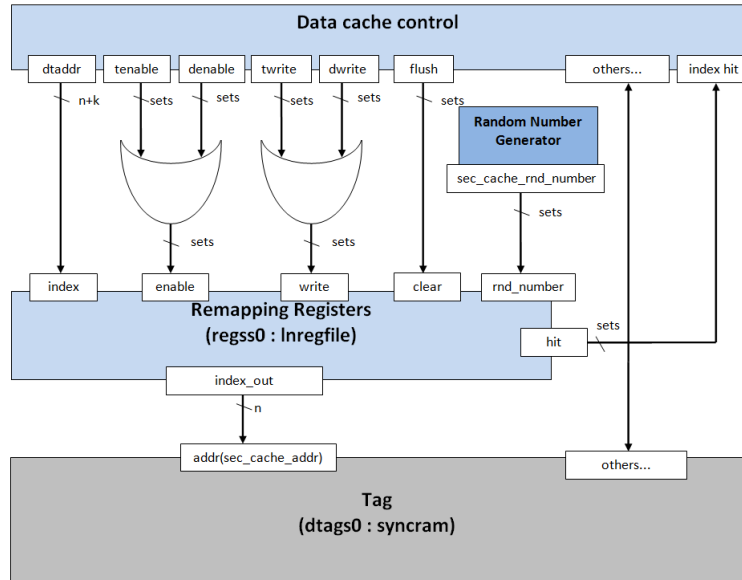 Data cache control
dtaddr
tenable
denable
twrite
dwrite
flush
others...
index hit
n+k
sets
sets
sets
sets
sets
Random Number
Generator
sec_cache_rnd_number
sets
sets
sets
index
enable
write
clear
rnd_number
Remapping Registers
(regss0 : lnregfile)
hit
sets
index_out
n
addr(sec_cache_addr)
others...
Tag
(dtags0 : syncram)